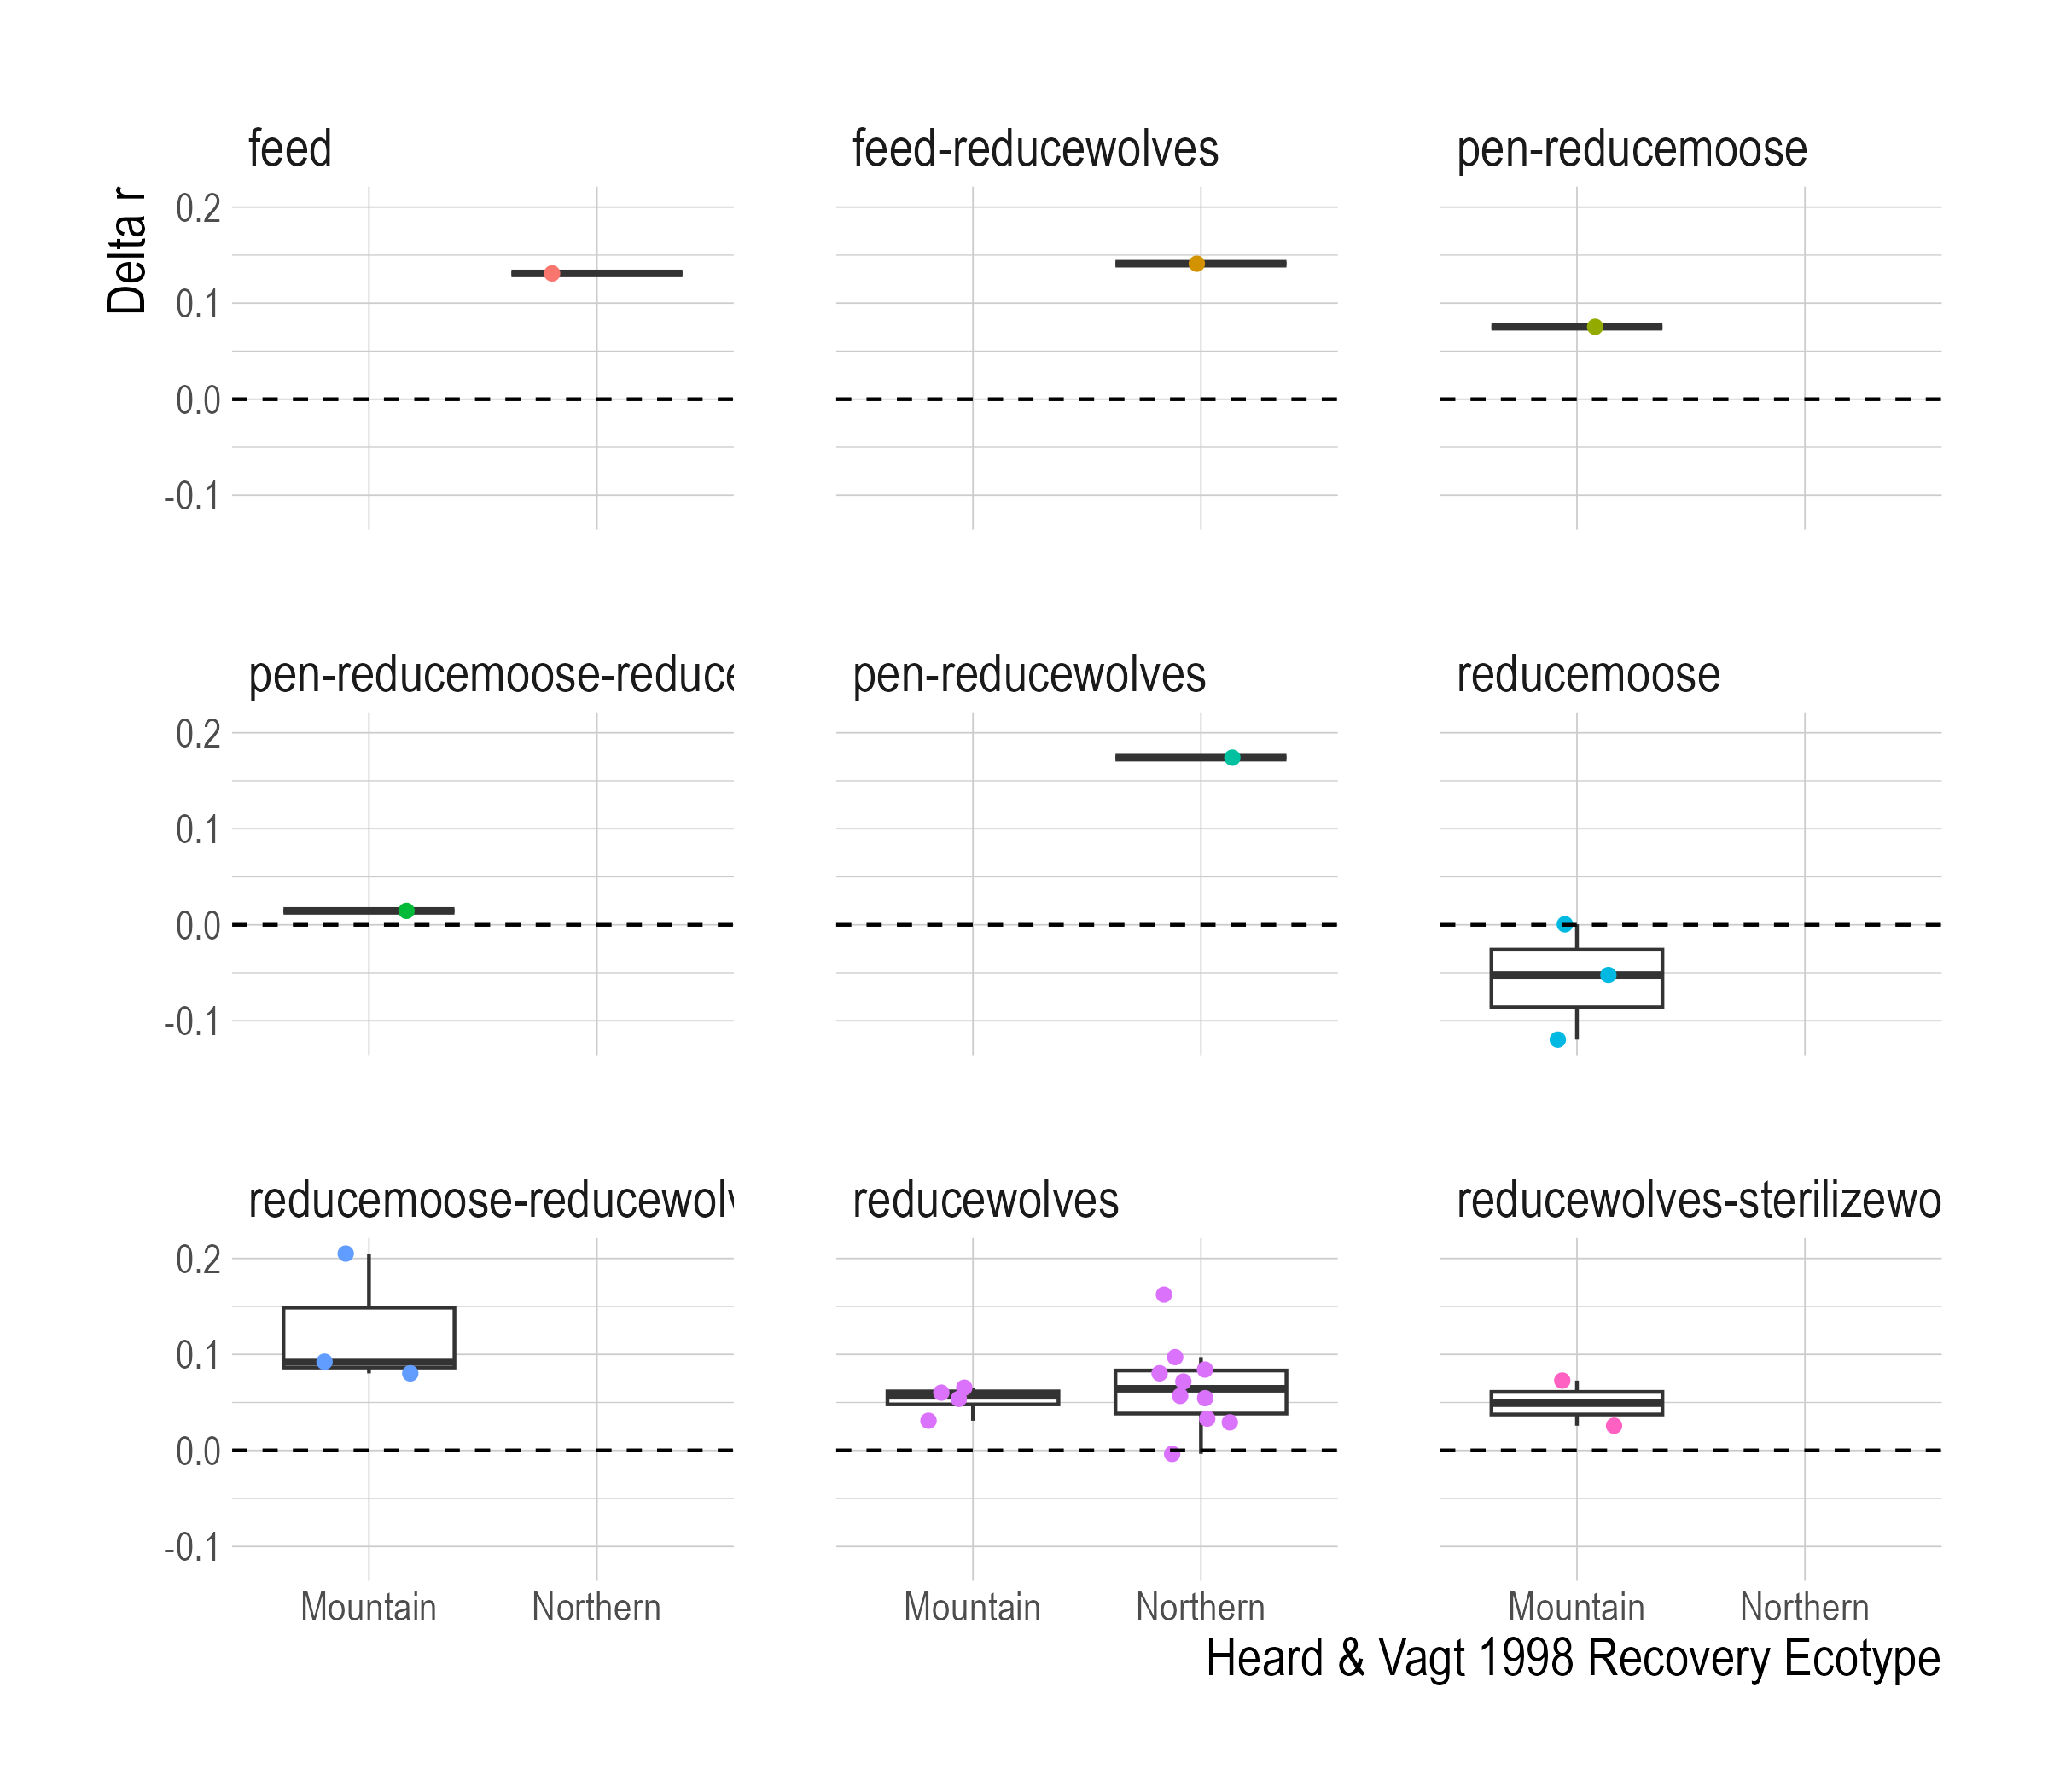 feed feed-reducewolves pen-reducemoose
Delta r
0.2
0.1
0.0
-0.1
pen-reducemoose-reduce pen-reducewolves reducemoose
0.2
0.1
0.0
-0.1
reducemoose-reducewol reducewolves reducewolves-sterilizewo
0.2
0.1
0.0
-0.1
Mountain Northern Mountain Northern Mountain Northern
Heard & Vagt 1998 Recovery Ecotype